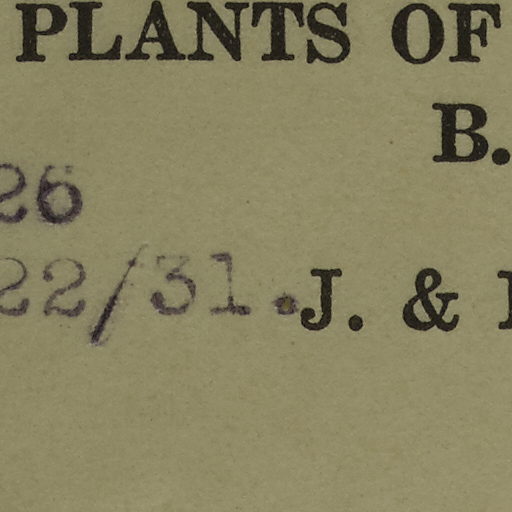 PLANTS OF
B.
26
22/31.
J. &